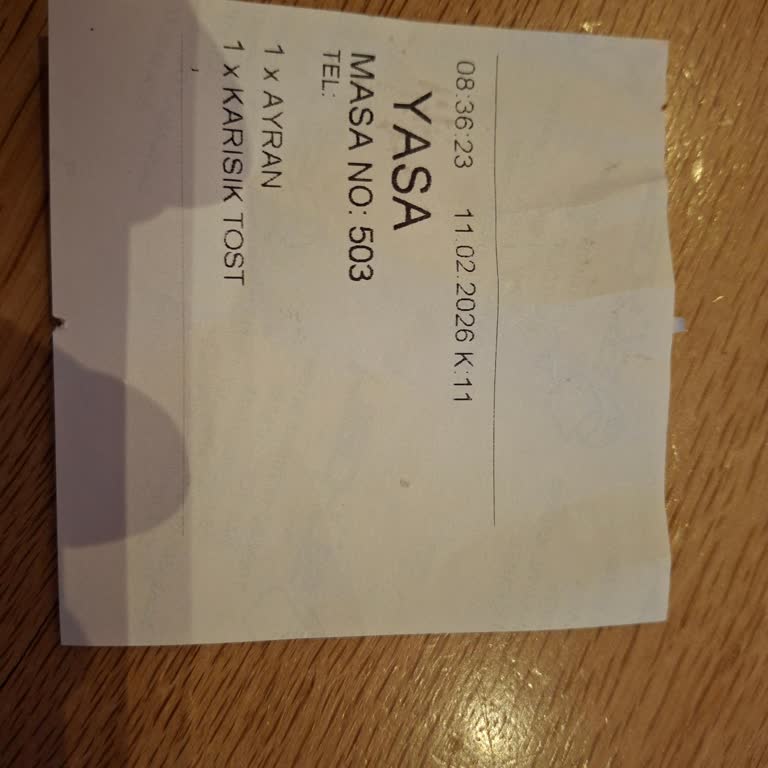 08:36:23 11.02.2026 K:11
YASA
MASA NO: 503
TEL:
1 x AYRAN
1 x KARISIK TOST
,